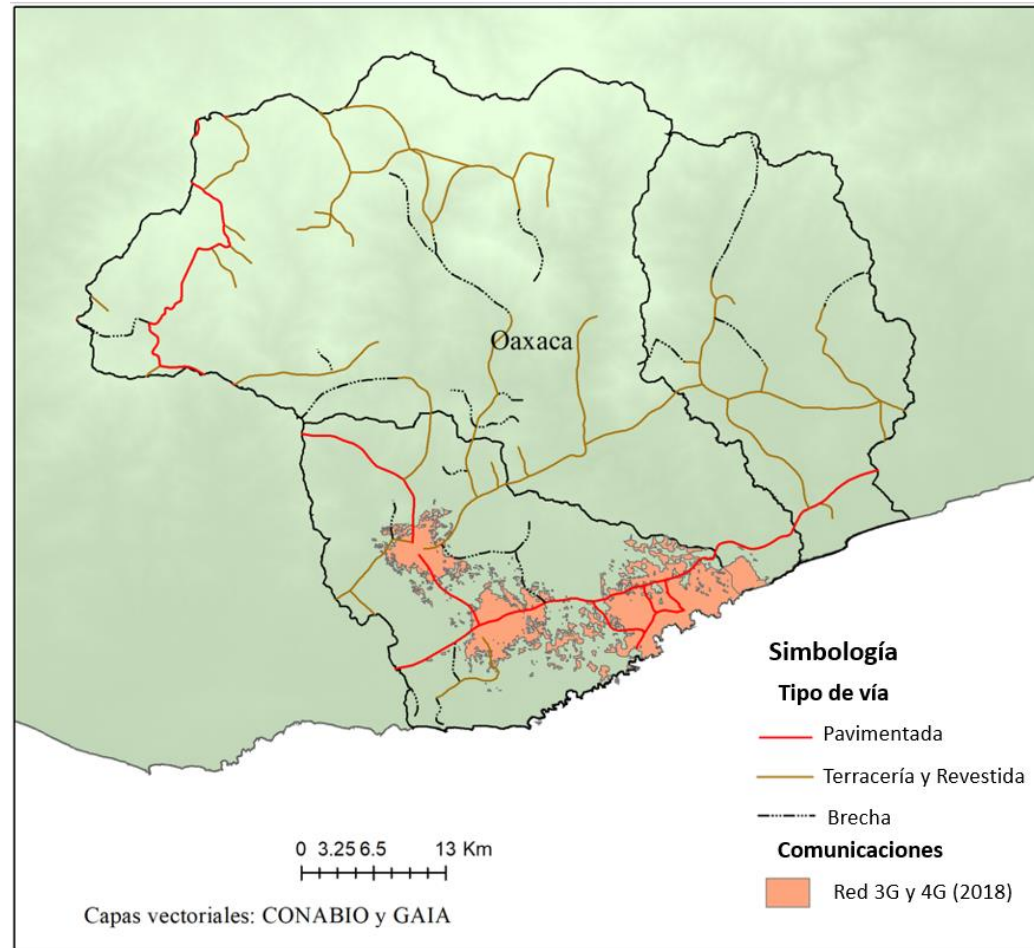 Oaxaca
Simbología
Tipo de vía
Pavimentada
Terracería y Revestida
Brecha
Comunicaciones
Red 3G y 4G (2018)
0 3.25 6.5 13 Km
Capas vectoriales: CONABIO y GAIA